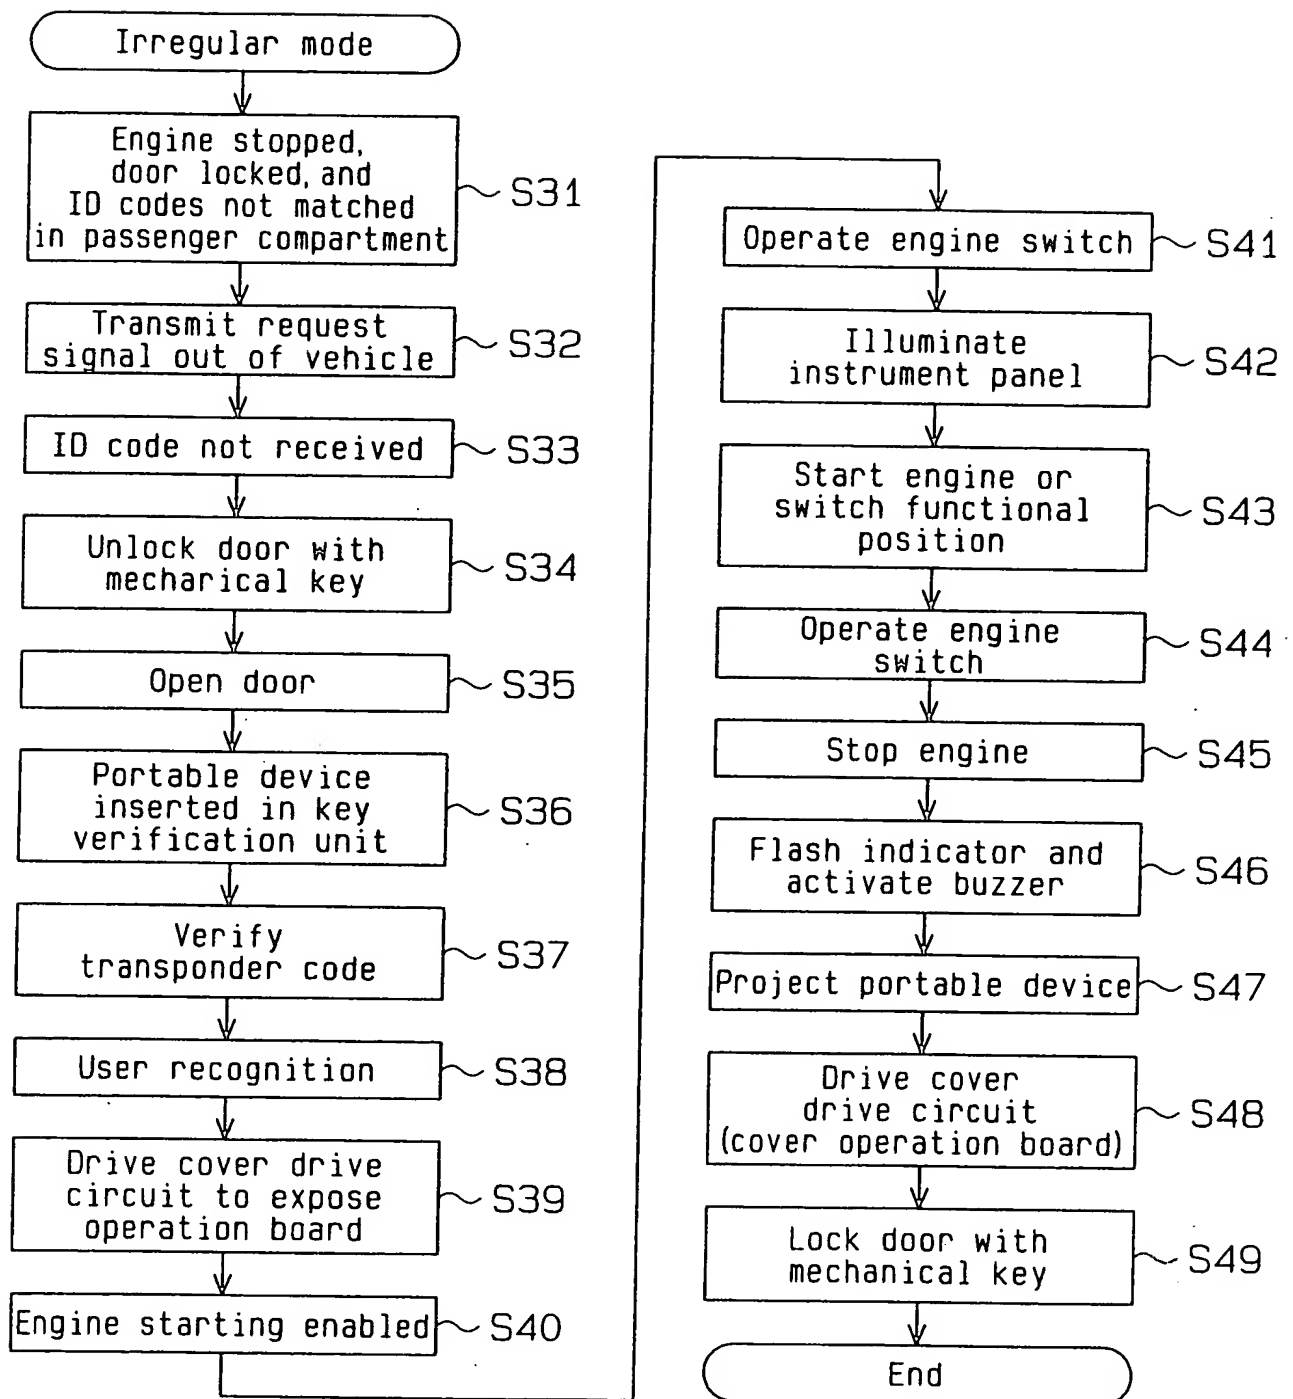 Irregular mode
Engine stopped,
door locked, and
ID codes not matched
in passenger compartment
S31
Transmit request
signal out of vehicle
S32
ID code not received
S33
Unlock door with
mecharical key
S34
Open door
S35
Portable device
inserted in key
verification unit
S36
Verify
transponder code
S37
User recognition
S38
Drive cover drive
circuit to expose
operation board
S39
Engine starting enabled
S40
Operate engine switch
S41
Illuminate
instrument panel
S42
Start engine or
switch functional
position
S43
Operate engine
switch
S44
Stop engine
S45
Flash indicator and
activate buzzer
S46
Project portable device
S47
Drive cover
drive circuit
(cover operation board)
S48
Lock door with
mechanical key
S49
End